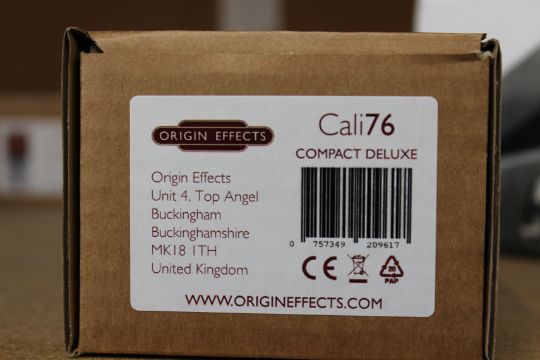 ORIGIN EFFECTS
Cali76
COMPACT DELUXE
Origin Effects
Unit 4, Top Angel
Buckingham
Buckinghamshire
MK18 1TH
United Kingdom
0 757349 209617
CE
20
PAP
WWW.ORIGINEFFECTS.COM